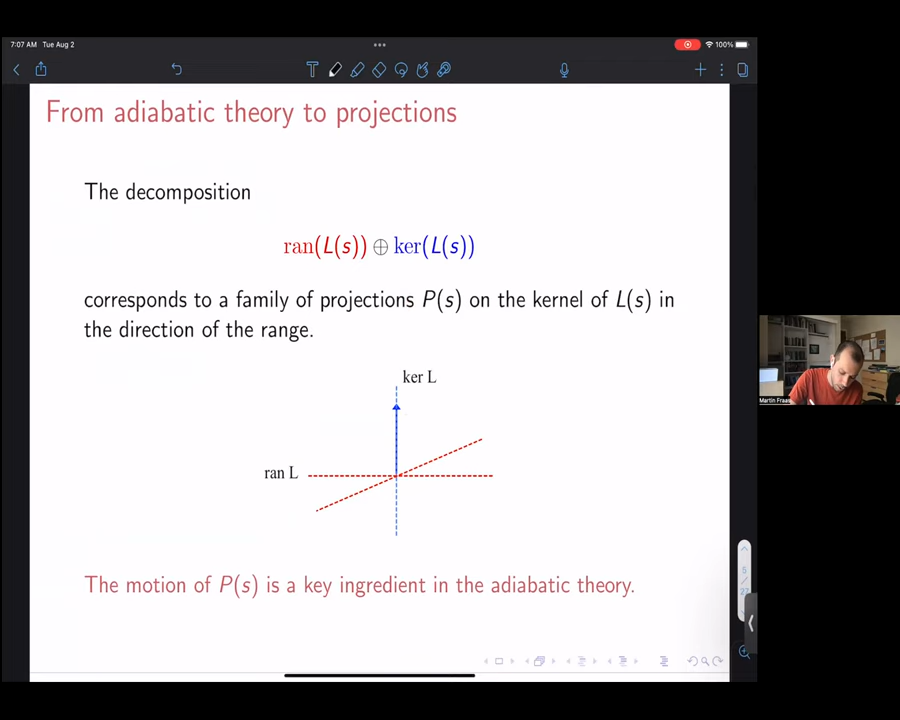 7:07 AM Tue Aug 2
100%
From adiabatic theory to projections
The decomposition
ran(L(s)) ⊕ ker(L(s))
corresponds to a family of projections P(s) on the kernel of L(s) in
the direction of the range.
ker L
ran L
The motion of P(s) is a key ingredient in the adiabatic theory.
5
/
Martin Fraas